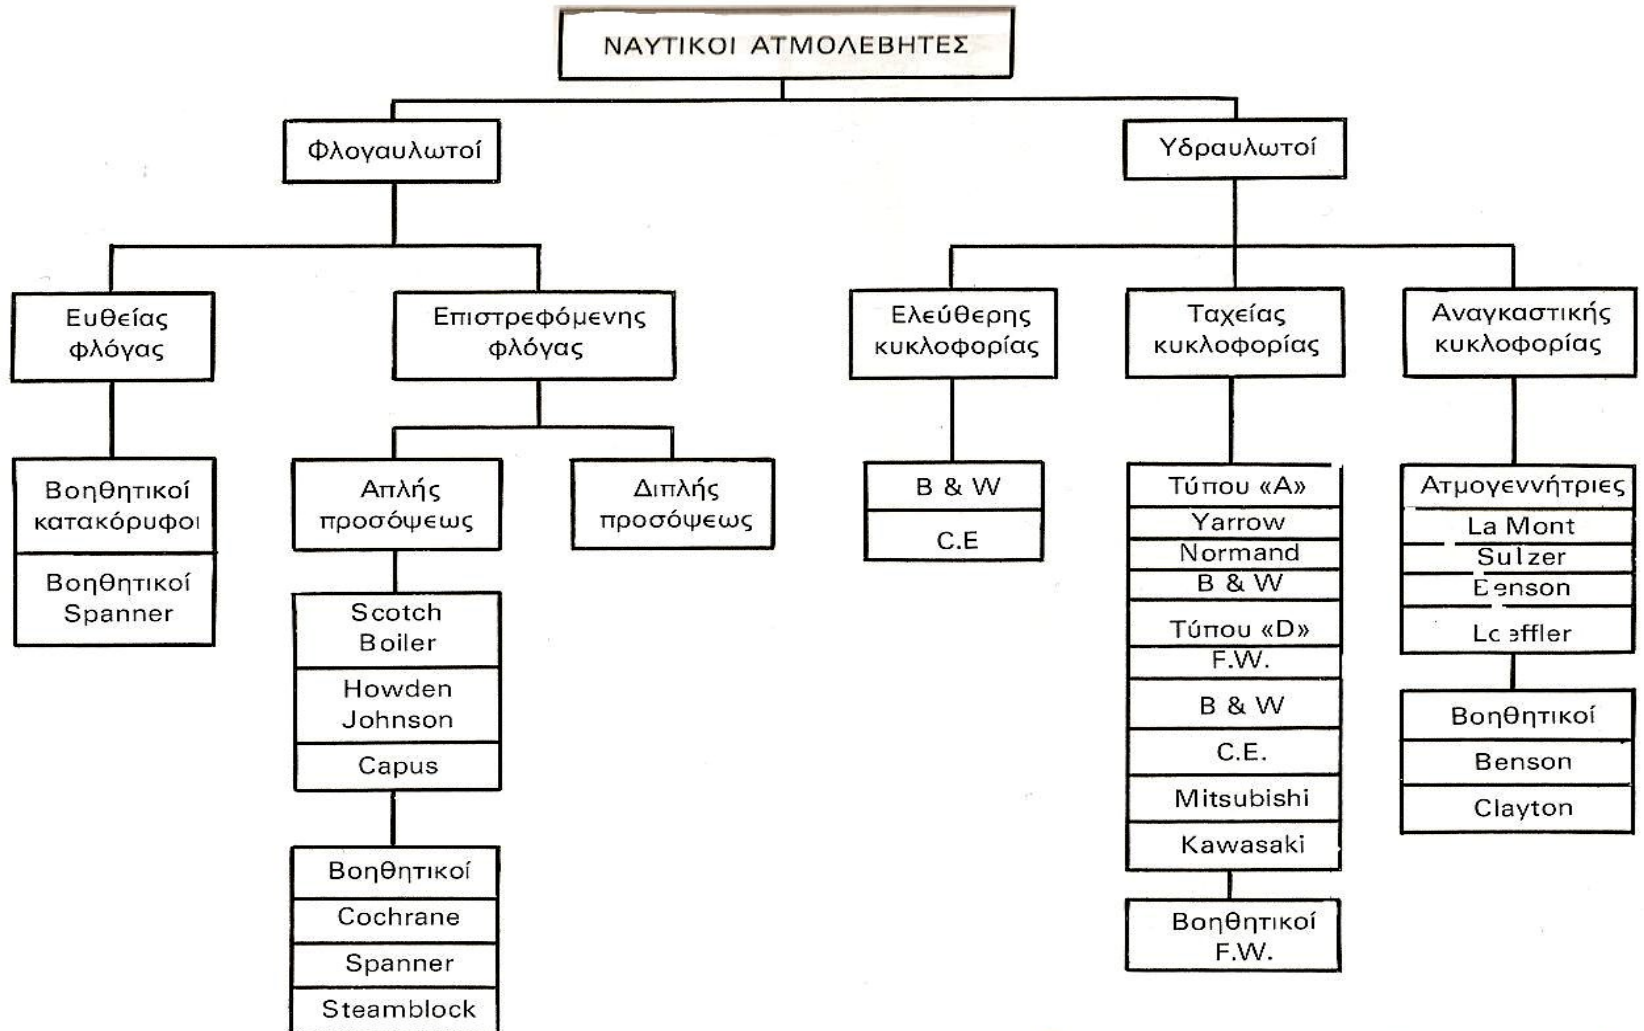 ΝΑΥΤΙΚΟΙ ΑΤΜΟΛΕΒΗΤΕΣ
Φλογαυλωτοί
Υδραυλωτοί
Ευθείας
φλόγας
Επιστρεφόμενης
φλόγας
Ελεύθερης
κυκλοφορίας
Ταχείας
κυκλοφορίας
Αναγκαστικής
κυκλοφορίας
Βοηθητικοί
κατακόρυφοι
Βοηθητικοί
Spanner
Απλής
προσόψεως
Διπλής
προσόψεως
Scotch
Boiler
Howden
Johnson
Capus
Βοηθητικοί
Cochrane
Spanner
Steamblock
B & W
C.E
Τύπου «Α»
Yarrow
Normand
B & W
Τύπου «D»
F.W.
B & W
C.E.
Mitsubishi
Kawasaki
Βοηθητικοί
F.W.
Ατμογεννήτριες
La Mont
Sulzer
Benson
Loeffler
Βοηθητικοί
Benson
Clayton